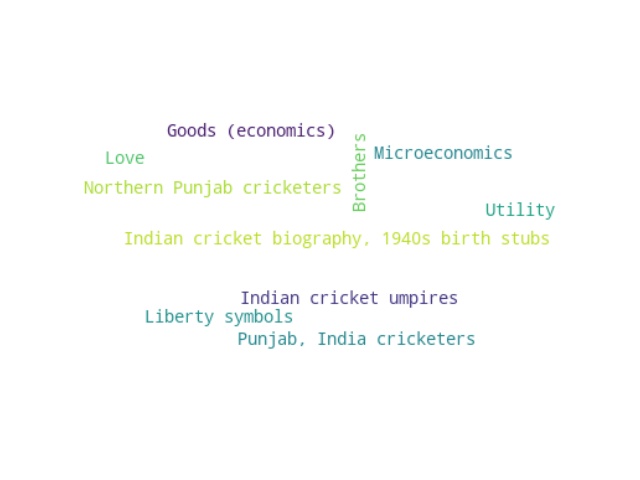 Goods (economics)
Brothers
Microeconomics
Love
Northern Punjab cricketers
Utility
Indian cricket biography, 1940s birth stubs
Indian cricket umpires
Liberty symbols
Punjab, India cricketers